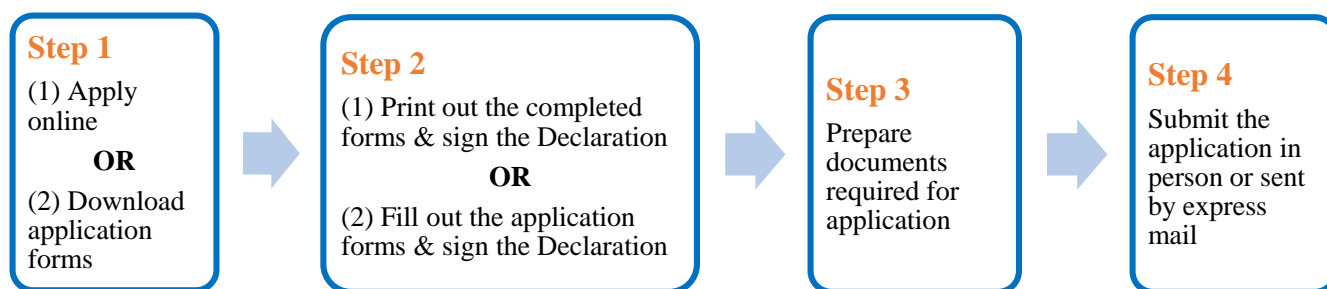 Step 1
(1) Apply
online
OR
(2) Download
application
forms
Step 2
(1) Print out the completed
forms & sign the Declaration
OR
(2) Fill out the application
forms & sign the Declaration
Step 3
Prepare
documents
required for
application
Step 4
Submit the
application in
person or sent
by express
mail